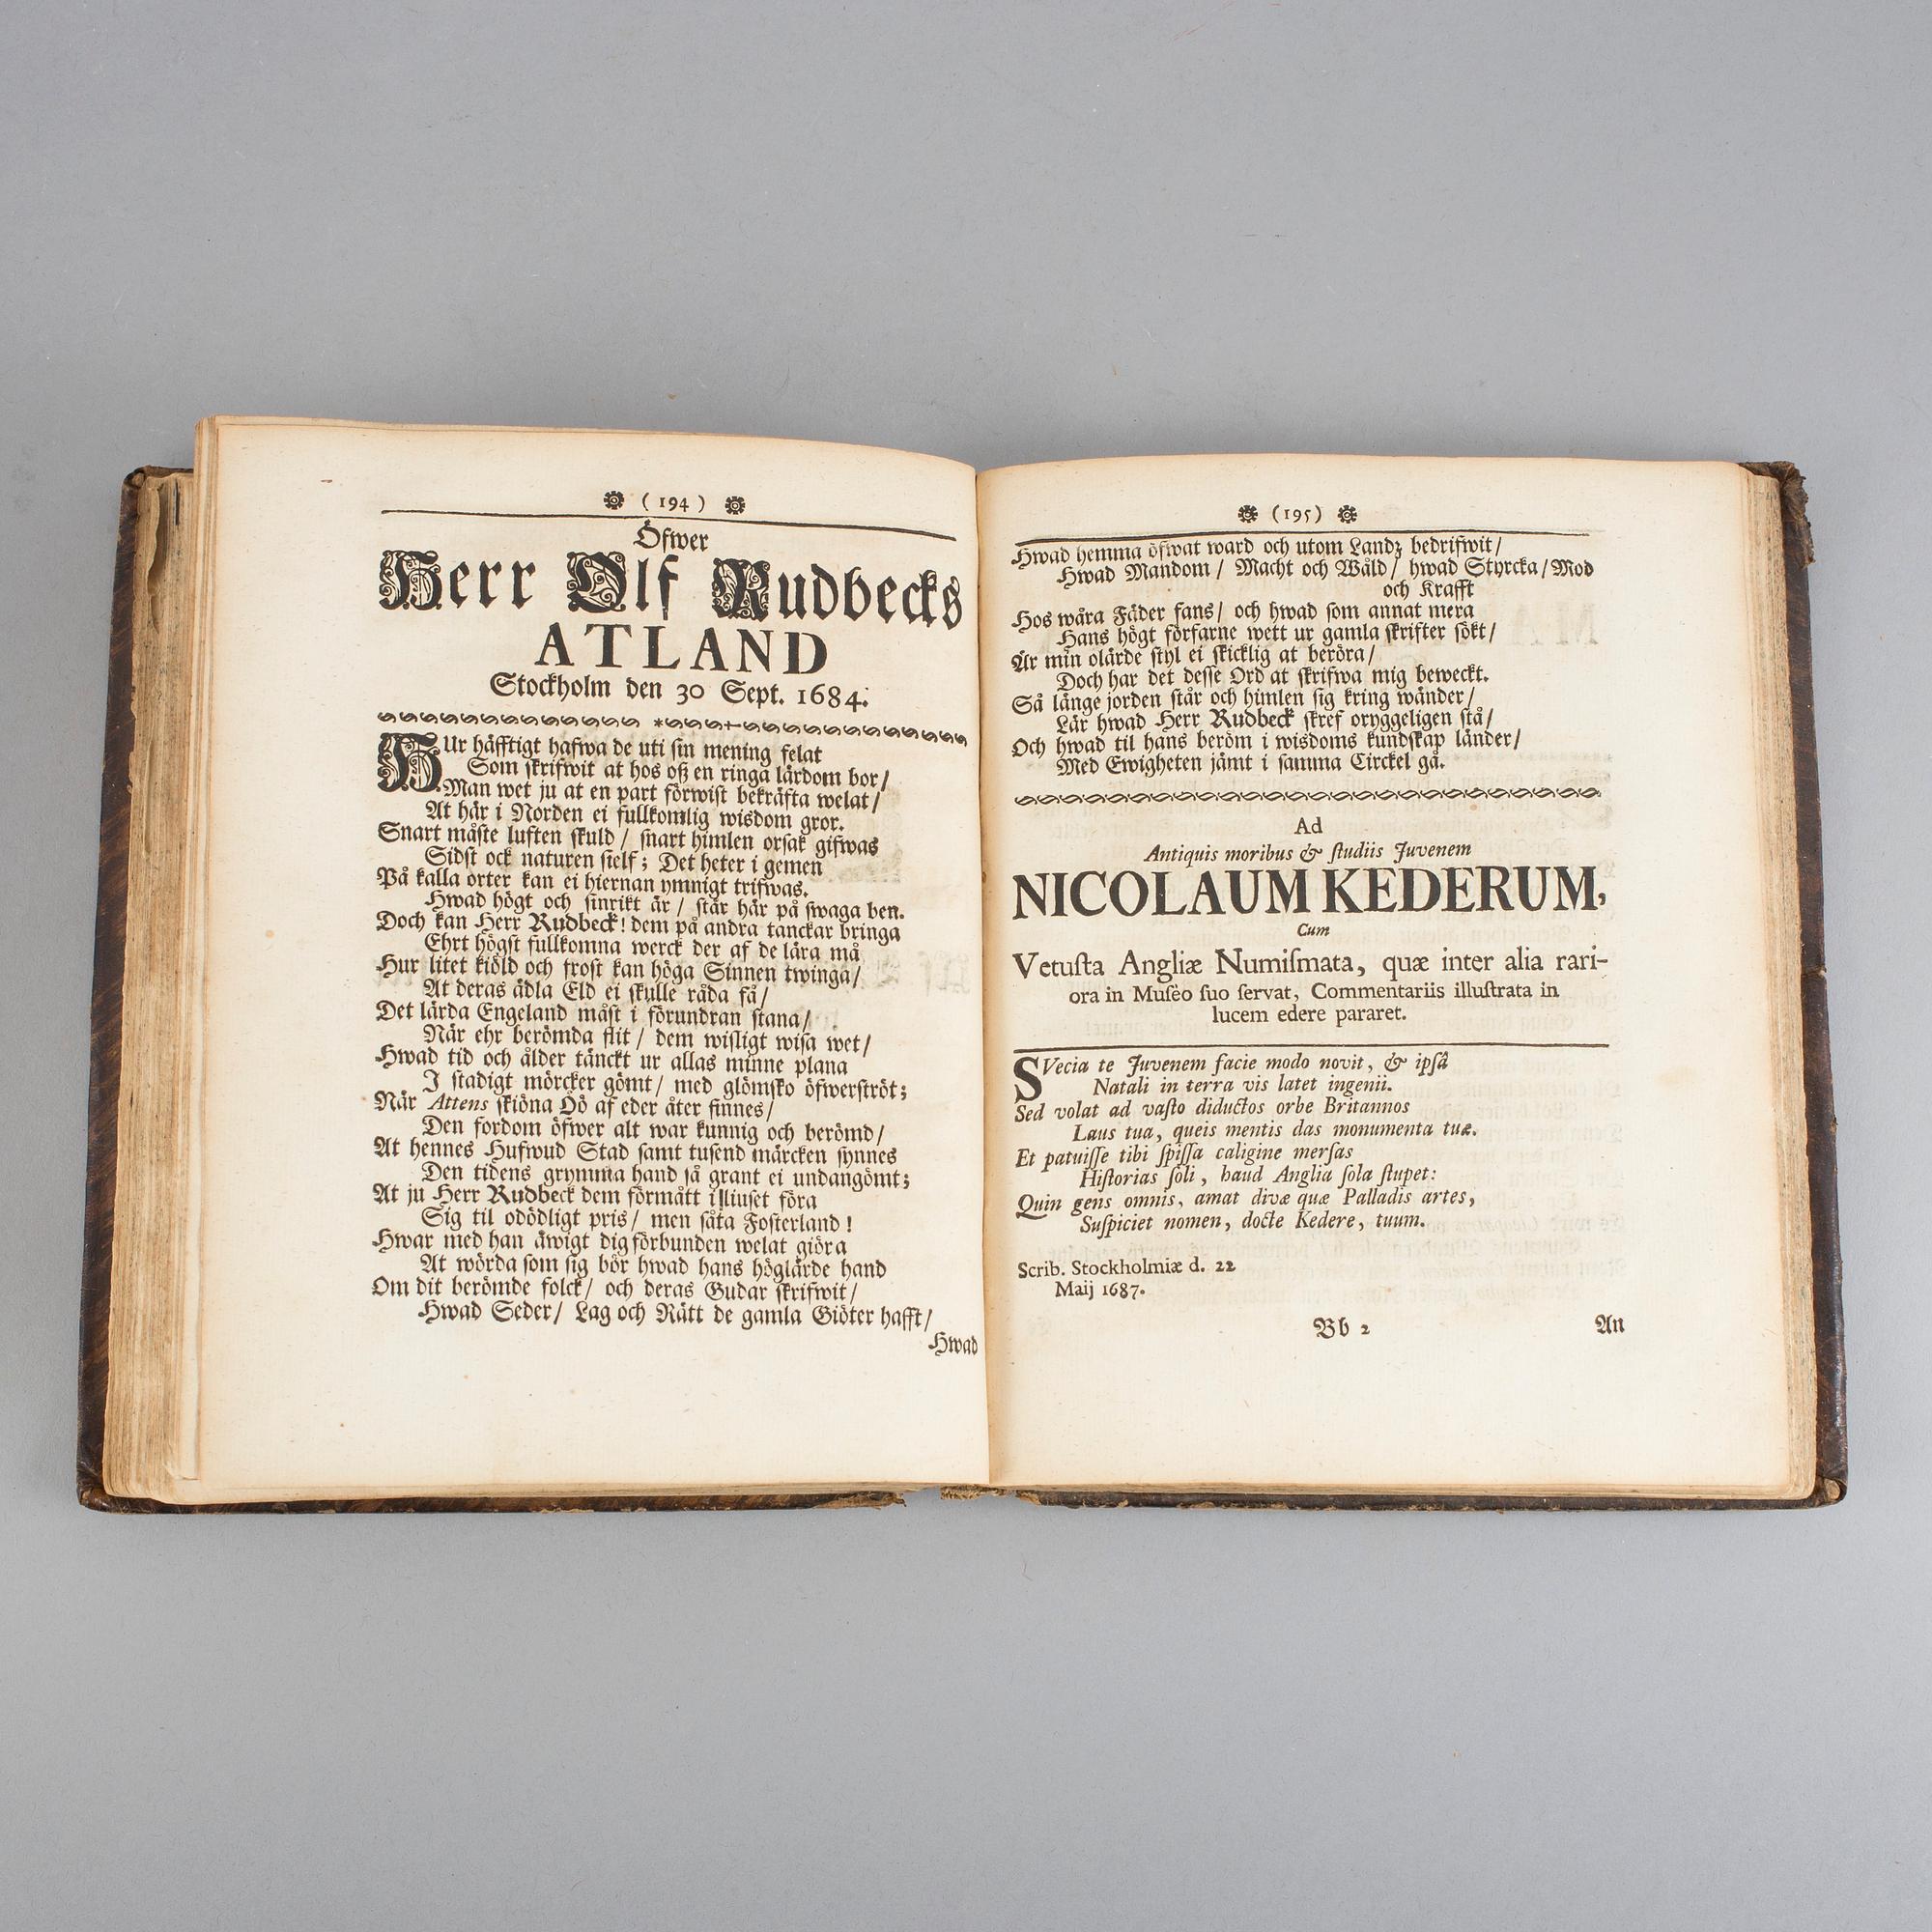 ( 194 )
Öfwer
Herr Olf Rudbecks
ATLAND
Stockholm den 30 Sept. 1684.
HUr häfftigt hafwa de uti sin mening felat
Som skrifwit at hos oß en ringa lärdom bor/
Man wet ju at en part förwist bekräfta welat/
At här i Norden ei fullkomlig wisdom gror.
Snart måste luften skuld/ snart himlen orsak gifwas
Sidst ock naturen sielf; Det heter i gemen
På kalla orter kan ei hiernan ymnigt trifwas.
Hwad högt och sinrikt är/ står här på swaga ben.
Doch kan Herr Rudbeck! dem på andra tanckar bringa
Ehrt högst fullkomna werck der af de lära må
Hur litet kiöld och frost kan höga Sinnen twinga/
At deras ädla Eld ei skulle råda få/
Det lärda Engeland måst i förundran stana/
När ehr berömda flit/ dem wisligt wisa wet/
Hwad tid och ålder tänckt ur allas minne plana
I stadigt mörcker gömt/ med glömsko öfwerströt;
När Attens skiöna Öö af eder åter finnes/
Den fordom öfwer alt war kunnig och berömd/
At hennes Hufwud Stad samt tusend märcken synnes
Den tidens grymma hand så grant ei undangömt;
At ju Herr Rudbeck dem förmått i liuset föra
Sig til odödligt pris/ men såta Fosterland!
Hwar med han äwigt dig förbunden welat giöra
At wörda som sig bör hwad hans höglärde hand
Om dit berömde folck/ och deras Gudar skrifwit/
Hwad Seder/ Lag och Rätt de gamla Giöter hafft/
Hwad
(195)
Hwad hemma öfwat ward och utom Landz bedrifwit/
Hwad Mandom/ Macht och Wåld/ hwad Styrcka/ Mod
och Krafft
Hos wåra Fäder fans/ och hwad som annat mera
Hans högt förfarne wett ur gamla skrifter sökt/
Är min olärde styl ei skicklig at beröra/
Doch har det desse Ord at skrifwa mig beweckt.
Så länge jorden står och himlen sig kring wänder/
Lär hwad Herr Rudbeck skref oryggeligen stå/
Och hwad til hans beröm i wisdoms kundskap länder/
Med Ewigheten jämt i samma Circkel gå.
Ad
Antiquis moribus & studiis Juvenem
NICOLAUM KEDERUM,
Cum
Vetusta Angliæ Numismata, quæ inter alia rari-
ora in Musèo suo servat, Commentariis illustrata in
lucem edere pararet.
SVecia te Juvenem facie modo novit, & ipsâ
Natali in terra vis latet ingenii.
Sed volat ad vasto diductos orbe Britannos
Laus tua, queis mentis das monumenta tuæ.
Et patuisse tibi spissa caligine mersas
Historias soli, haud Anglia sola stupet:
Quin gens omnis, amat divæ quæ Palladis artes,
Suspiciet nomen, docte Kedere, tuum.
Scrib. Stockholmiæ d. 22
Maij 1687.
Bb 2
An